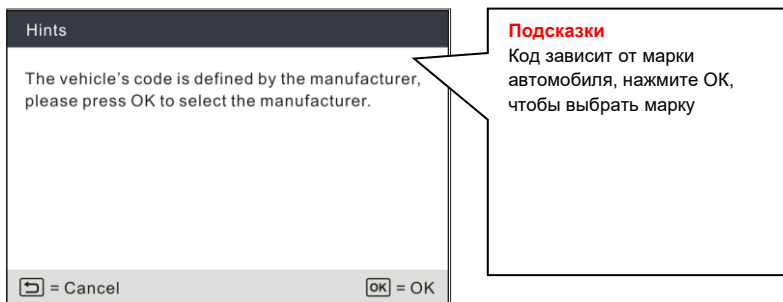 Hints
The vehicle's code is defined by the manufacturer,
please press OK to select the manufacturer.
= Cancel
OK = OK
Подсказки
Код зависит от марки
автомобиля, нажмите ОК,
чтобы выбрать марку